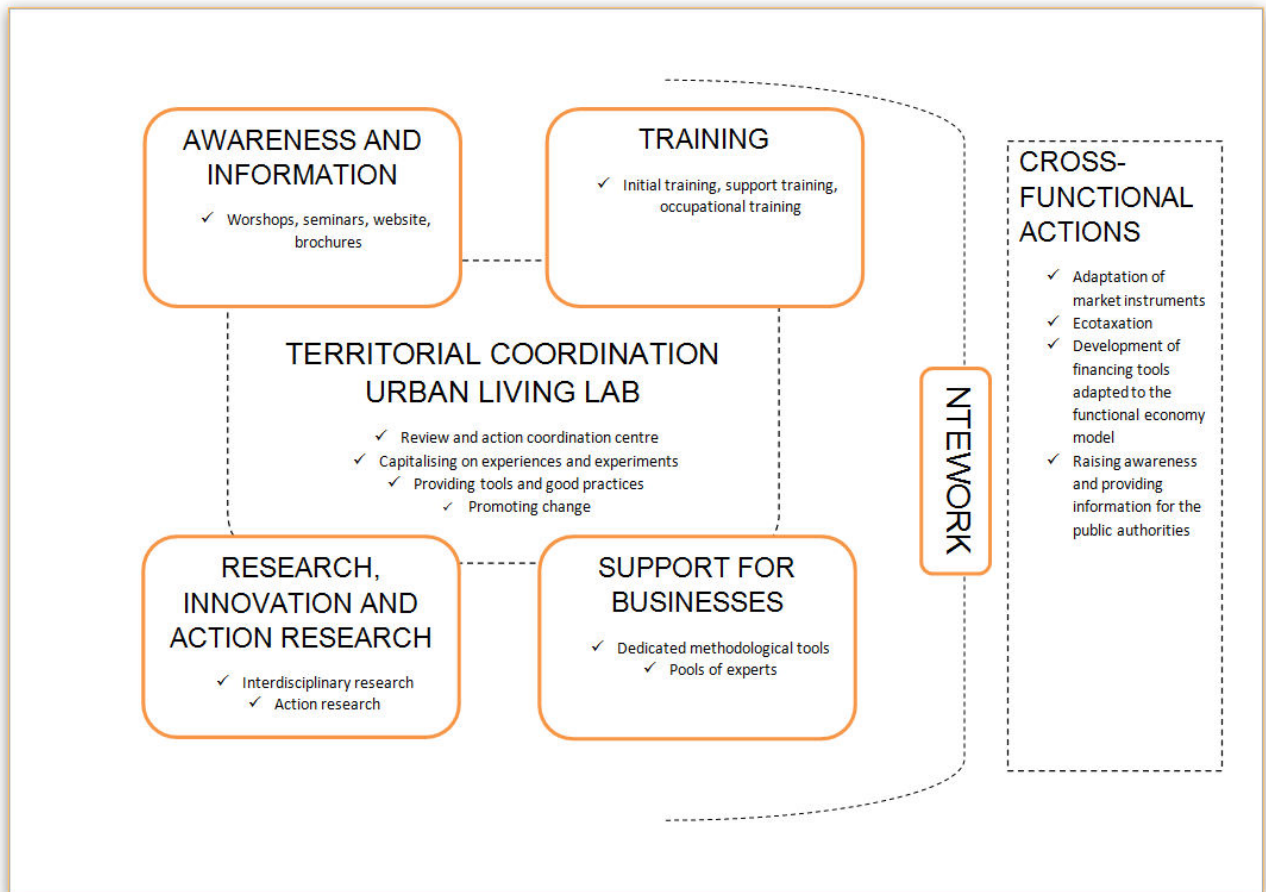 AWARENESS AND
INFORMATION
✓ Worshops, seminars, website,
brochures
TRAINING
✓ Initial training, support training,
occupational training
TERRITORIAL COORDINATION
URBAN LIVING LAB
✓ Review and action coordination centre
✓ Capitalising on experiences and experiments
✓ Providing tools and good practices
✓ Promoting change
RESEARCH,
INNOVATION AND
ACTION RESEARCH
✓ Interdisciplinary research
✓ Action research
SUPPORT FOR
BUSINESSES
✓ Dedicated methodological tools
✓ Pools of experts
NTEWORK
CROSS-
FUNCTIONAL
ACTIONS
✓ Adaptation of
market instruments
✓ Ecotaxation
✓ Development of
financing tools
adapted to the
functional economy
model
✓ Raising awareness
and providing
information for the
public authorities